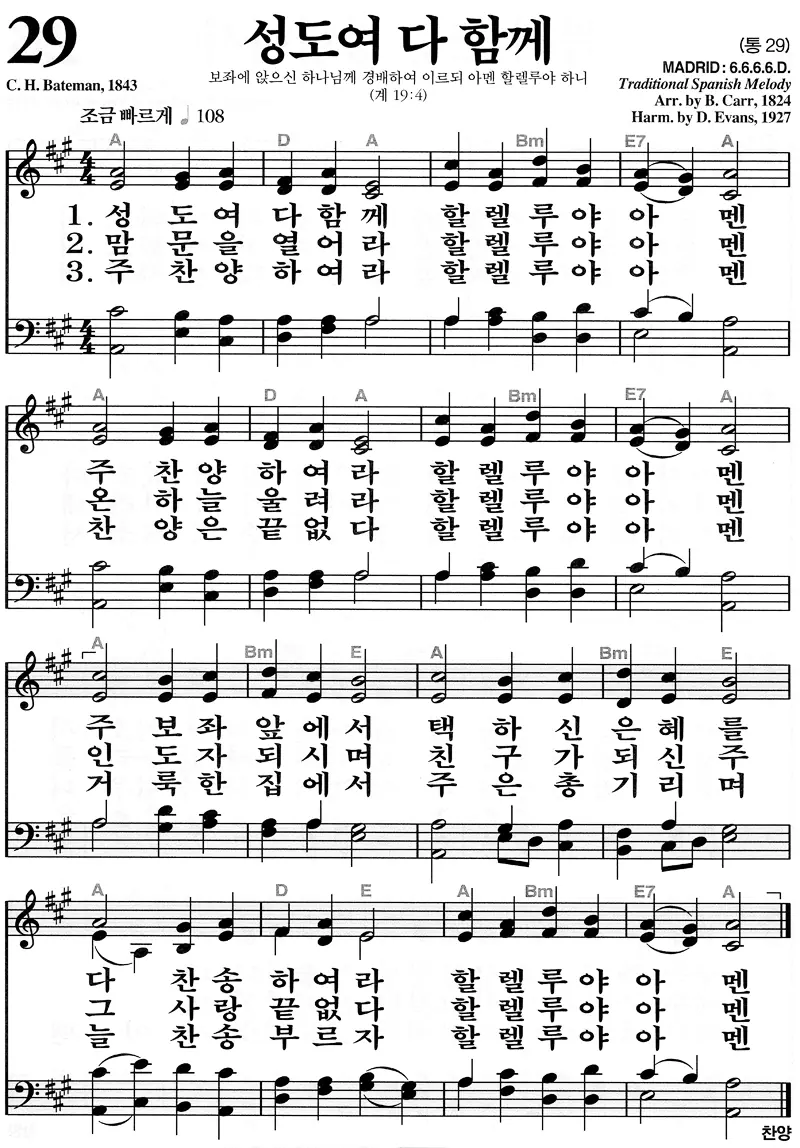 29
성도여 다 함께
(통 29)
C. H. Bateman, 1843
보좌에 앉으신 하나님께 경배하여 이르되 아멘 할렐루야 하니
(계 19:4)
MADRID : 6.6.6.6.D.
Traditional Spanish Melody
Arr. by B. Carr, 1824
Harm. by D. Evans, 1927
조금 빠르게 ♩ 108
A D A Bm E7 A
4 4
1. 성 도 여 다 함 께 할 렐 루 야 아 멘
2. 맘 문 을 열 어 라 할 렐 루 야 아 멘
3. 주 찬 양 하 여 라 할 렐 루 야 아 멘
4 4
A D A Bm E7 A
주 찬 양 하 여 라 할 렐 루 야 아 멘
온 하 늘 울 려 라 할 렐 루 야 아 멘
찬 양 은 끝 없 다 할 렐 루 야 아 멘
A Bm E A Bm E
주 보 좌 앞 에 서 택 하 신 은 혜 를
인 도 자 되 시 며 친 구 가 되 신 주
거 룩 한 집 에 서 주 은 총 기 리 며
A D E A Bm E7 A
다 찬 송 하 여 라 할 렐 루 야 아 멘
그 사 랑 끝 없 다 할 렐 루 야 아 멘
늘 찬 송 부 르 자 할 렐 루 야 아 멘
찬양